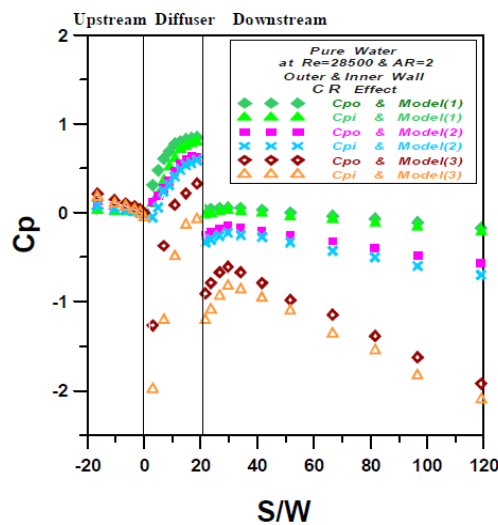 Upstream Diffuser Downstream
2
Pure Water
at Re=28500 & AR=2
Outer & Inner Wall
CR Effect
Cpo & Model(1)
Cpi & Model(1)
Cpo & Model(2)
Cpi & Model(2)
Cpo & Model(3)
Cpi & Model(3)
1
0
Cp
-1
-2
-20 0 20 40 60 80 100 120
S/W